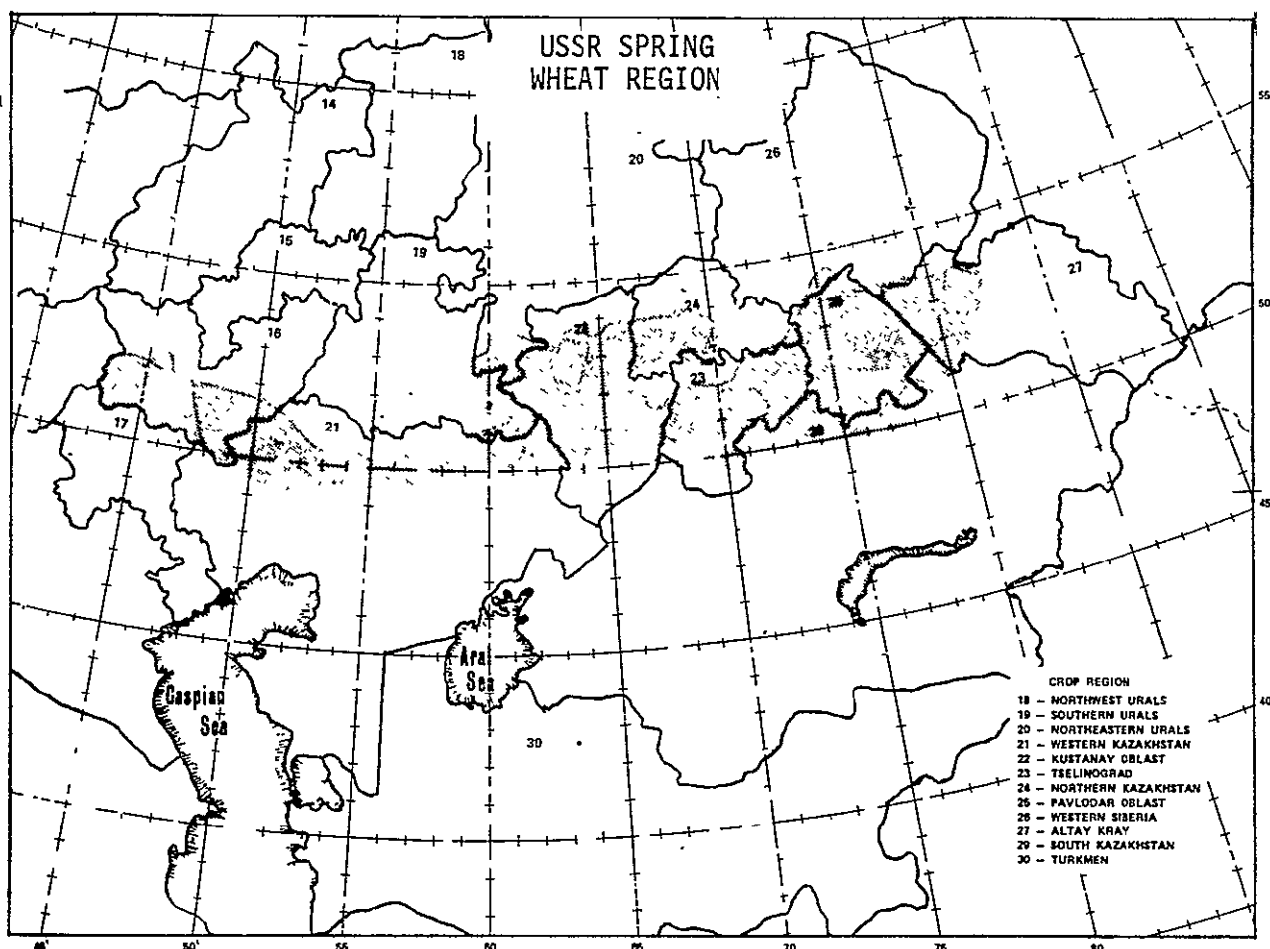 USSR SPRING
WHEAT REGION
18
14
20
26
55
15
19
27
24
16
50
23
17
21
45
Aral
Sea
Caspian
Sea
30
40
CROP REGION
18 – NORTHWEST URALS
19 – SOUTHERN URALS
20 – NORTHEASTERN URALS
21 – WESTERN KAZAKHSTAN
22 – KUSTANAY OBLAST
23 – TSELINOGRAD
24 – NORTHERN KAZAKHSTAN
25 – PAVLODAR OBLAST
26 – WESTERN SIBERIA
27 – ALTAY KRAY
29 – SOUTH KAZAKHSTAN
30 – TURKMEN
50 55 60 65 70 75 80